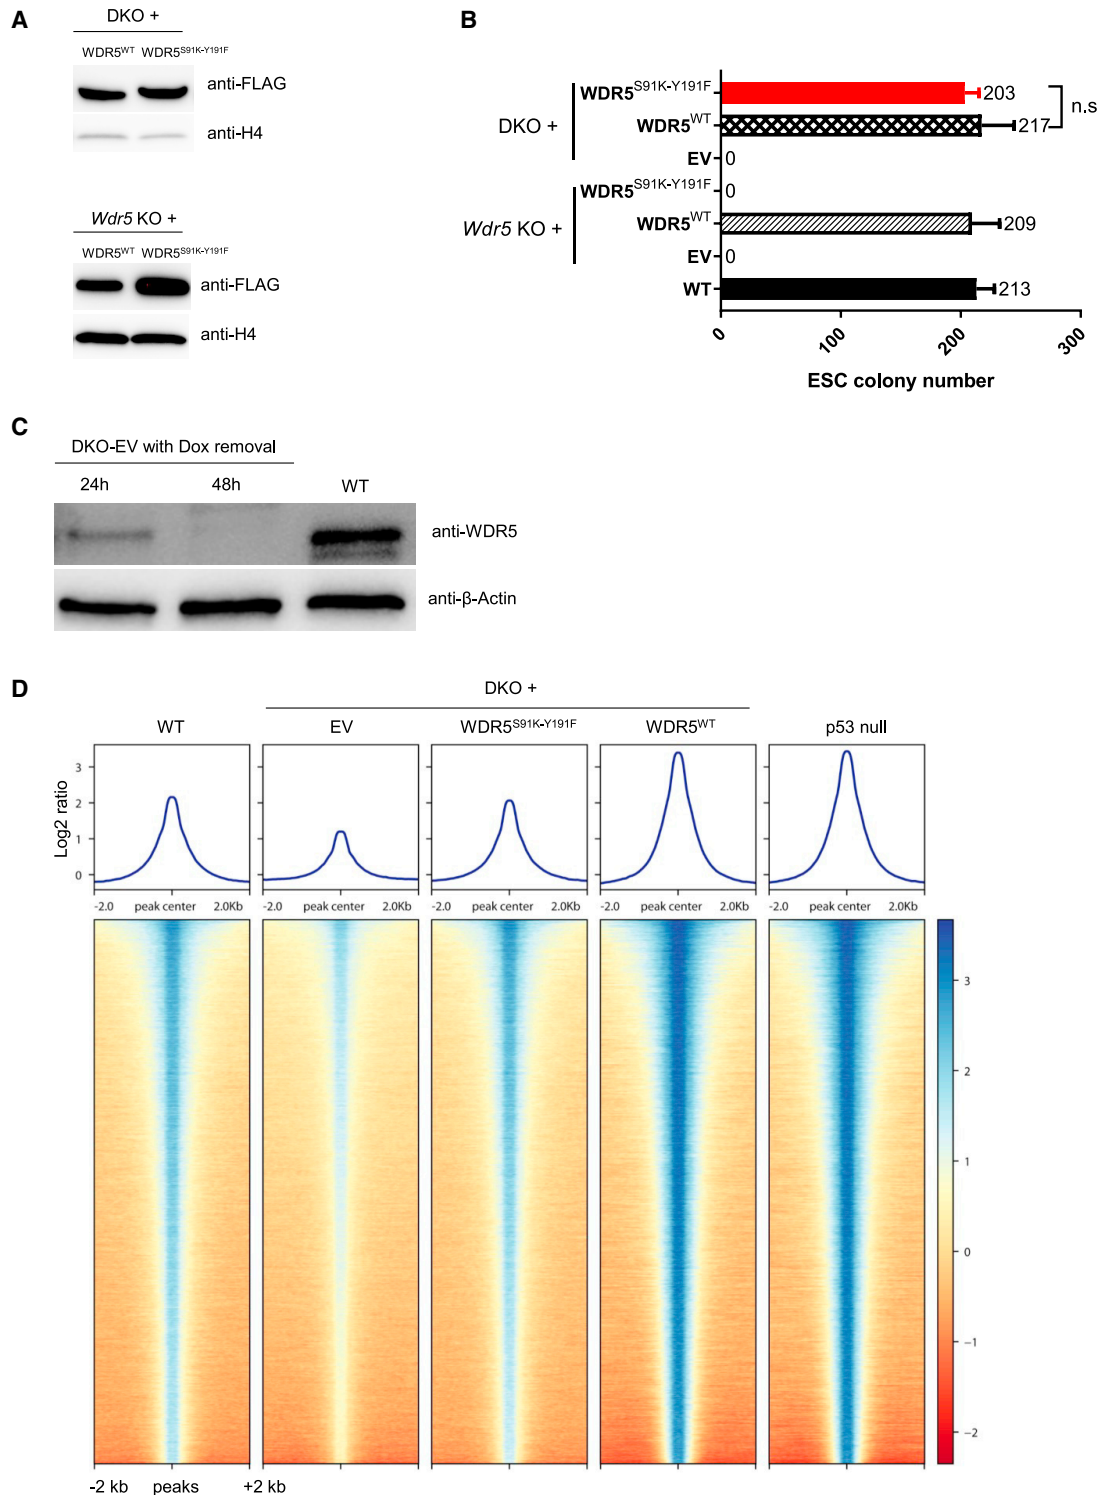 A
DKO +
WDR5WT WDR5S91K-Y191F
anti-FLAG
anti-H4
Wdr5 KO +
WDR5WT WDR5S91K-Y191F
anti-FLAG
anti-H4
B
DKO +
WDR5S91K-Y191F 203
WDR5WT 217
n.s
EV 0
Wdr5 KO +
WDR5S91K-Y191F 0
WDR5WT 209
EV 0
WT 213
0 100 200 300
ESC colony number
C
DKO-EV with Dox removal
24h 48h WT
anti-WDR5
anti-β-Actin
D
DKO +
WT EV WDR5S91K-Y191F WDR5WT p53 null
Log2 ratio
3
2
1
0
-2.0 peak center 2.0Kb -2.0 peak center 2.0Kb -2.0 peak center 2.0Kb -2.0 peak center 2.0Kb -2.0 peak center 2.0Kb
3
2
1
0
−1
−2
-2 kb peaks +2 kb